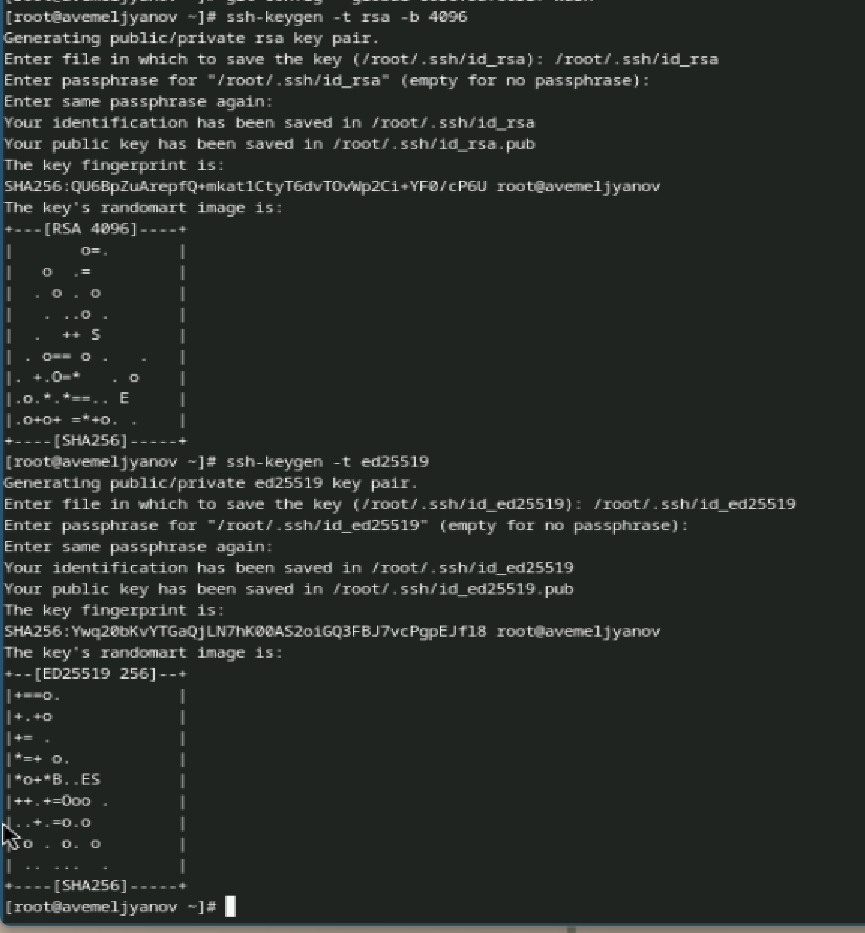 [root@avemeljyanov ~]# ssh-keygen -t rsa -b 4096
Generating public/private rsa key pair.
Enter file in which to save the key (/root/.ssh/id_rsa): /root/.ssh/id_rsa
Enter passphrase for "/root/.ssh/id_rsa" (empty for no passphrase):
Enter same passphrase again:
Your identification has been saved in /root/.ssh/id_rsa
Your public key has been saved in /root/.ssh/id_rsa.pub
The key fingerprint is:
SHA256:QU6BpZuArepfQ+mkat1CtyT6dvTOvWp2Ci+YF0/cP6U root@avemeljyanov
The key's randomart image is:
+---[RSA 4096]----+
|       o=.       |
|   o  .=         |
|  . o . o        |
|   . ..o .       |
|  .  ++ S        |
| . o== o .   .   |
|. +.O=*   . o    |
|.o.*.*==.. E     |
|.o+o+ =*+o. .    |
+----[SHA256]-----+
[root@avemeljyanov ~]# ssh-keygen -t ed25519
Generating public/private ed25519 key pair.
Enter file in which to save the key (/root/.ssh/id_ed25519): /root/.ssh/id_ed25519
Enter passphrase for "/root/.ssh/id_ed25519" (empty for no passphrase):
Enter same passphrase again:
Your identification has been saved in /root/.ssh/id_ed25519
Your public key has been saved in /root/.ssh/id_ed25519.pub
The key fingerprint is:
SHA256:Ywq20bKvYTGaQjLN7hK00AS2oiGQ3FBJ7vcPgpEJfl8 root@avemeljyanov
The key's randomart image is:
+--[ED25519 256]--+
|+==o.            |
|+.+o             |
|+= .             |
|*=+ o.           |
|*o+*B..ES        |
|++.+=Ooo .       |
|..+.=o.o         |
| o . o. o        |
| .. ...  .       |
+----[SHA256]-----+
[root@avemeljyanov ~]#